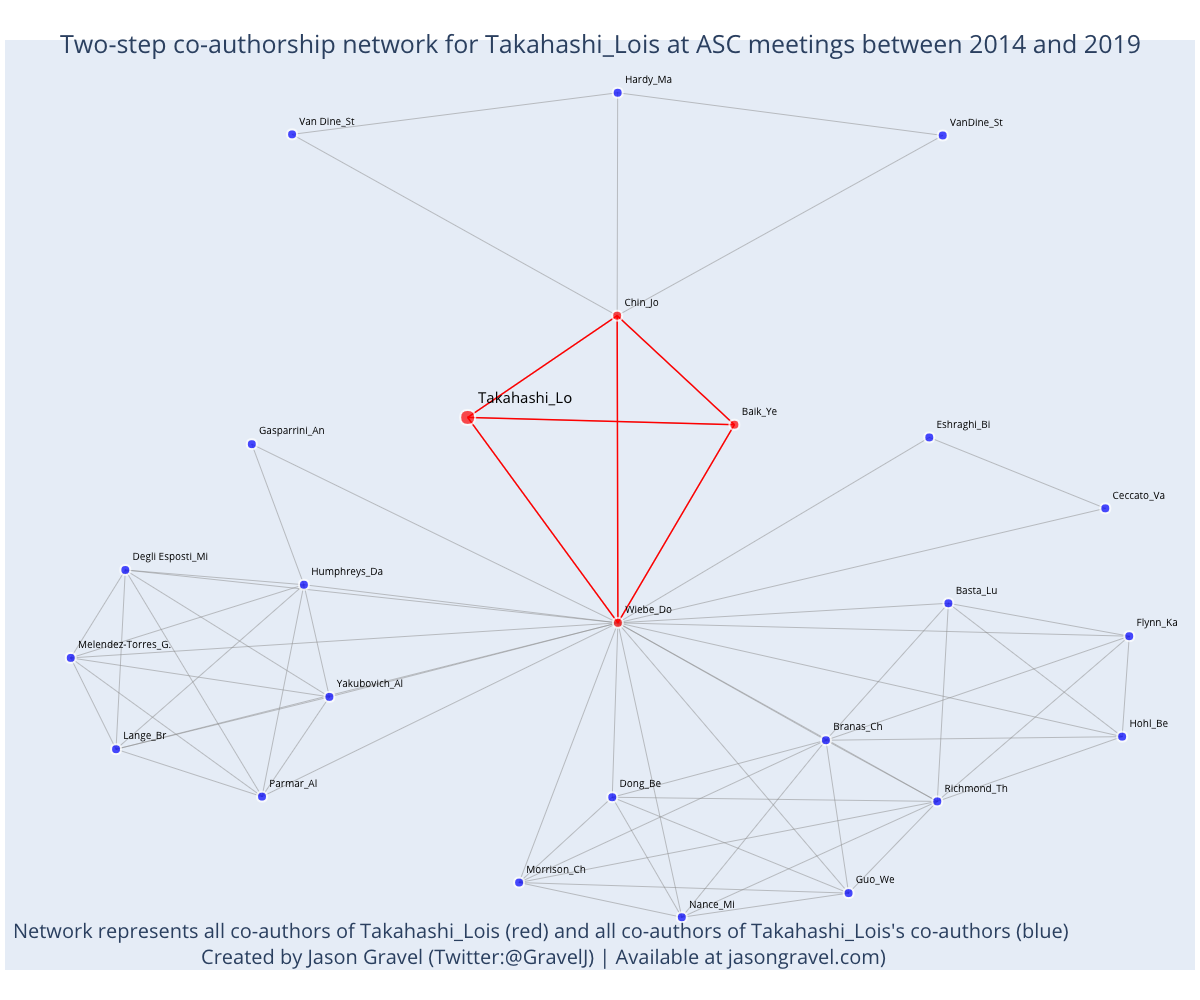 Two-step co-authorship network for Takahashi_Lois at ASC meetings between 2014 and 2019
Hardy_Ma
Van Dine_St
VanDine_St
Chin_Jo
Takahashi_Lo
Baik_Ye
Eshraghi_Bi
Gasparrini_An
Ceccato_Va
Degli Esposti_Mi
Humphreys_Da
Basta_Lu
Wiebe_Do
Flynn_Ka
Melendez-Torres_G.
Yakubovich_Al
Hohl_Be
Branas_Ch
Lange_Br
Parmar_Al
Dong_Be
Richmond_Th
Morrison_Ch
Guo_We
Nance_Mi
Network represents all co-authors of Takahashi_Lois (red) and all co-authors of Takahashi_Lois's co-authors (blue)
Created by Jason Gravel (Twitter:@GravelJ) | Available at jasongravel.com)